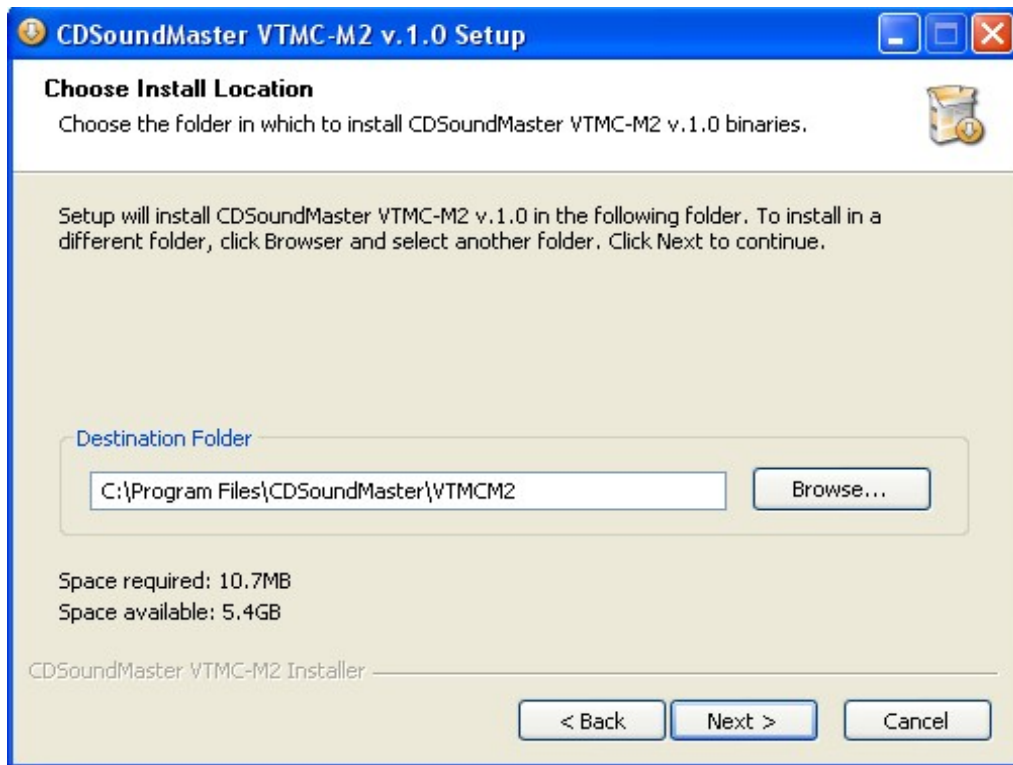 CDSoundMaster VTMC-M2 v.1.0 Setup
Choose Install Location
Choose the folder in which to install CDSoundMaster VTMC-M2 v.1.0 binaries.
Setup will install CDSoundMaster VTMC-M2 v.1.0 in the following folder. To install in a
different folder, click Browser and select another folder. Click Next to continue.
Destination Folder
C:\Program Files\CDSoundMaster\VTMCM2
Browse...
Space required: 10.7MB
Space available: 5.4GB
CDSoundMaster VTMC-M2 Installer
< Back
Next >
Cancel